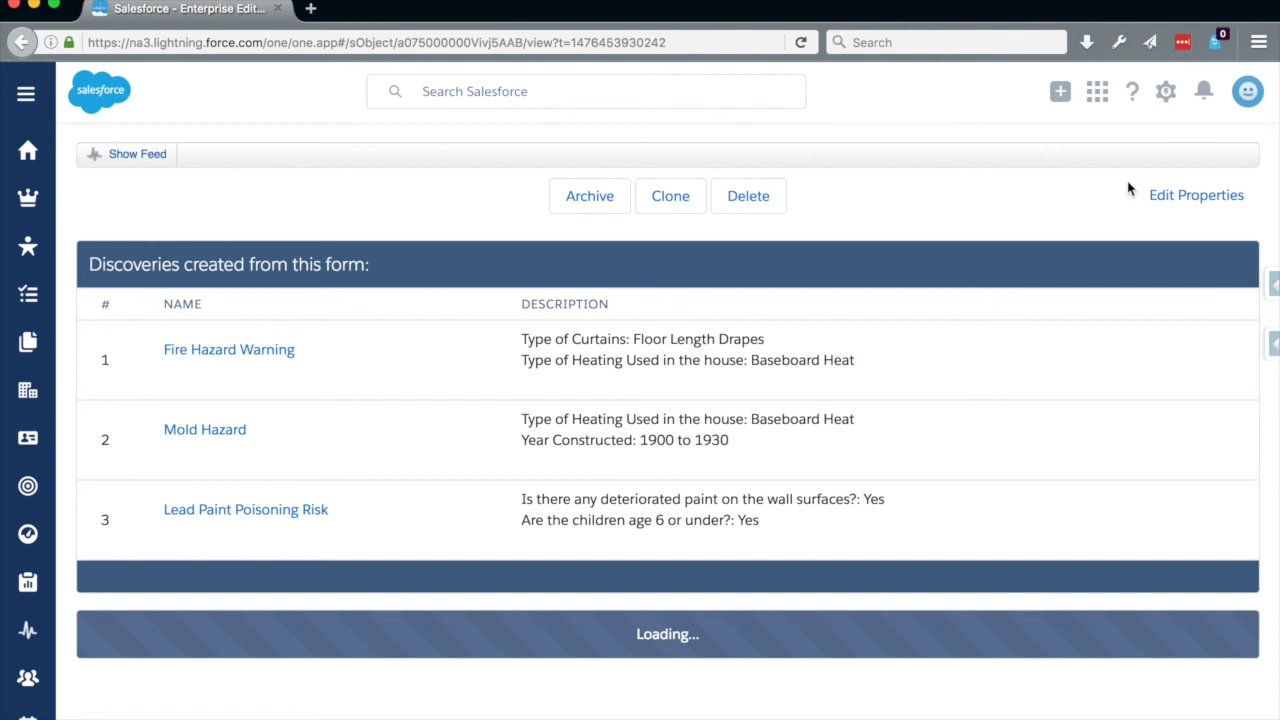 Salesforce - Enterprise Edit...
https://na3.lightning.force.com/one/one.app#/sObject/a075000000Vivj5AAB/view?t=1476453930242
Search
0
salesforce
Search Salesforce
Show Feed
Archive
Clone
Delete
Edit Properties
Discoveries created from this form:
# NAME DESCRIPTION
1 Fire Hazard Warning Type of Curtains: Floor Length Drapes
Type of Heating Used in the house: Baseboard Heat
2 Mold Hazard Type of Heating Used in the house: Baseboard Heat
Year Constructed: 1900 to 1930
3 Lead Paint Poisoning Risk Is there any deteriorated paint on the wall surfaces?: Yes
Are the children age 6 or under?: Yes
Loading...